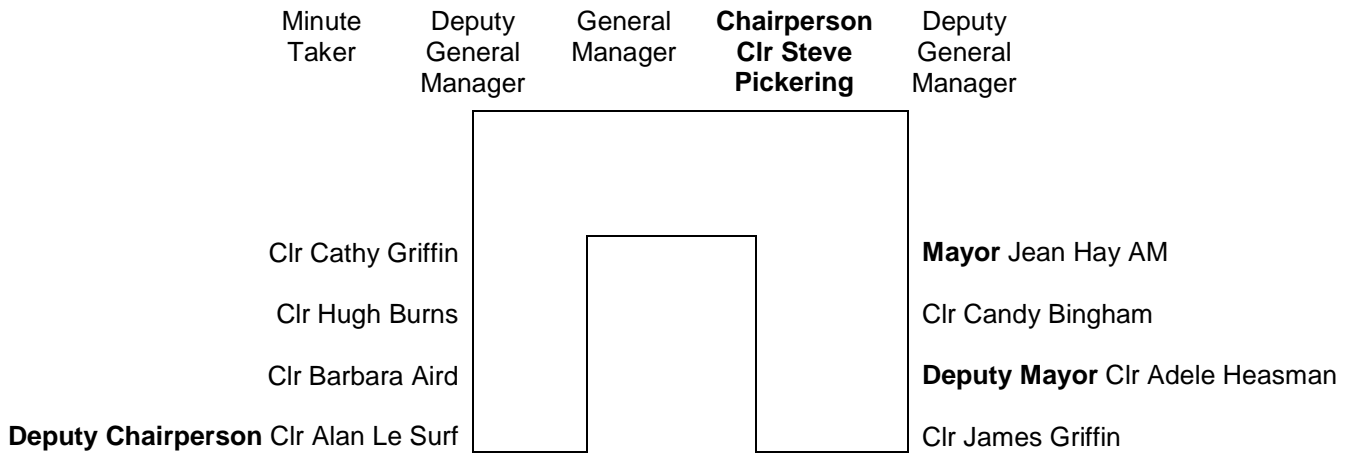 Minute
Taker
Deputy
General
Manager
General
Manager
Chairperson
Clr Steve
Pickering
Deputy
General
Manager
Clr Cathy Griffin
Mayor Jean Hay AM
Clr Hugh Burns
Clr Candy Bingham
Clr Barbara Aird
Deputy Mayor Clr Adele Heasman
Deputy Chairperson Clr Alan Le Surf
Clr James Griffin